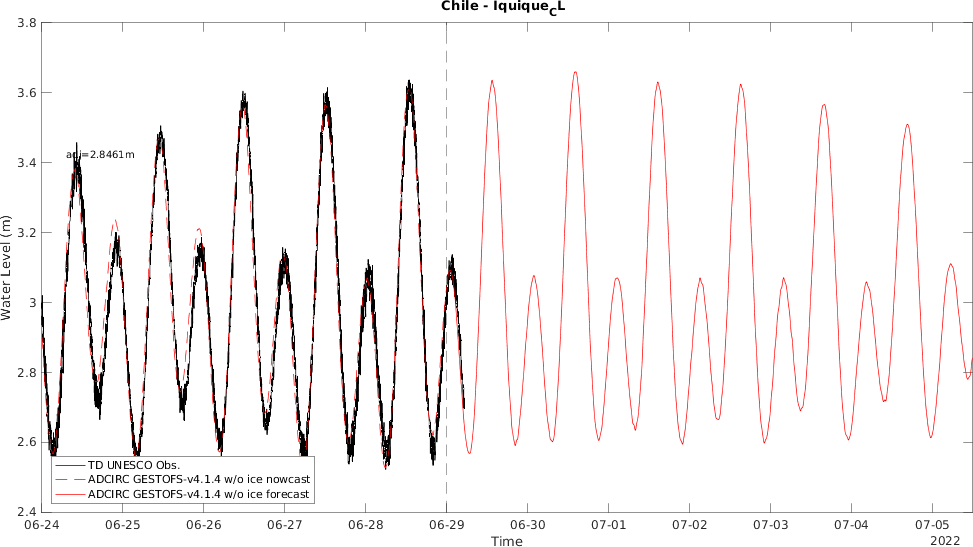 Chile - Iquique_CL
3.8
3.6
3.4
3.2
3
2.8
2.6
2.4
Water Level (m)
adj=2.8461m
TD UNESCO Obs.
ADCIRC GESTOFS-v4.1.4 w/o ice nowcast
ADCIRC GESTOFS-v4.1.4 w/o ice forecast
06-24 06-25 06-26 06-27 06-28 06-29 06-30 07-01 07-02 07-03 07-04 07-05
Time
2022